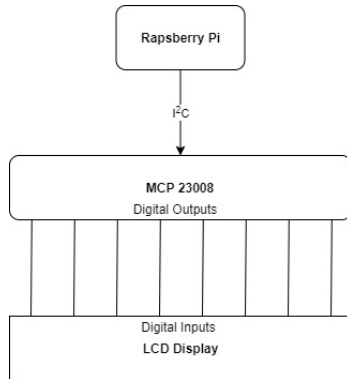 Rapsberry Pi
I²C
MCP 23008
Digital Outputs
Digital Inputs
LCD Display